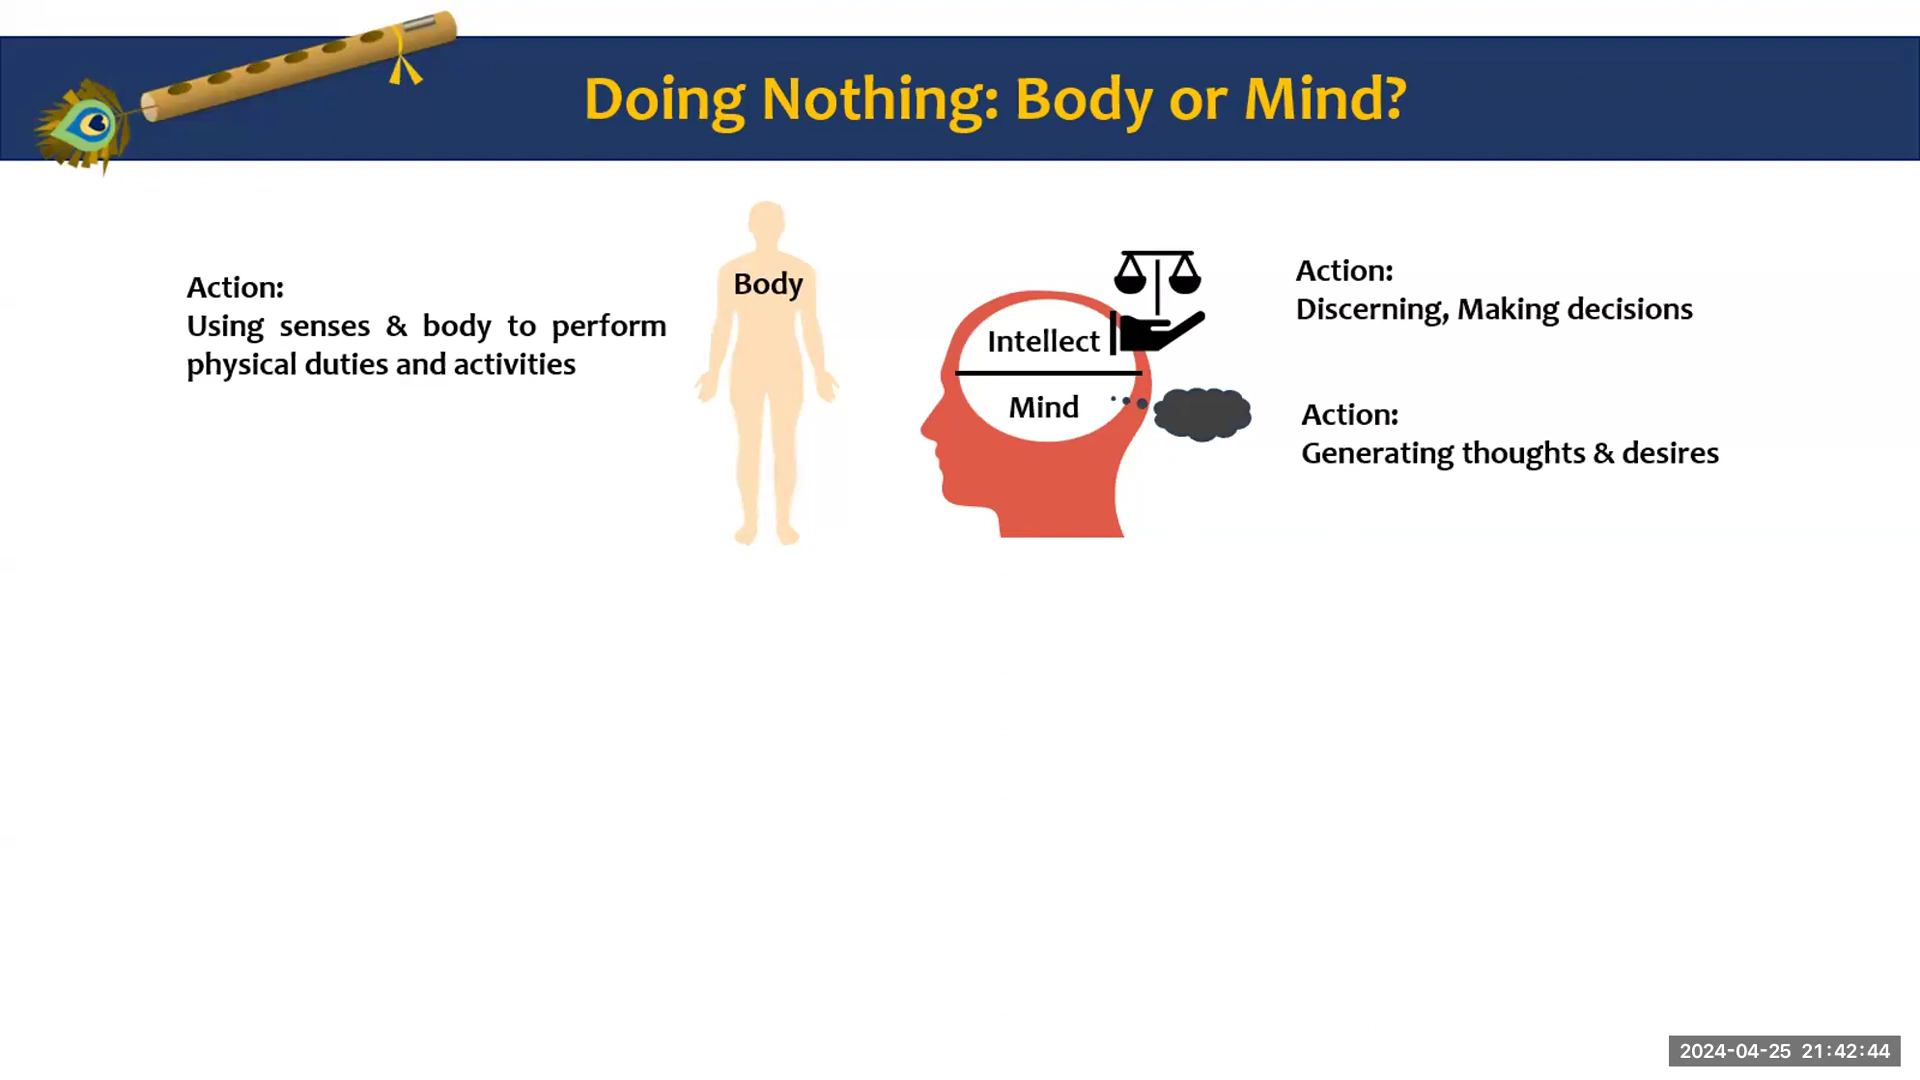 Doing Nothing: Body or Mind?
Action:
Using senses & body to perform
physical duties and activities
Body
Intellect
Mind
Action:
Discerning, Making decisions
Action:
Generating thoughts & desires
2024-04-25 21:42:44